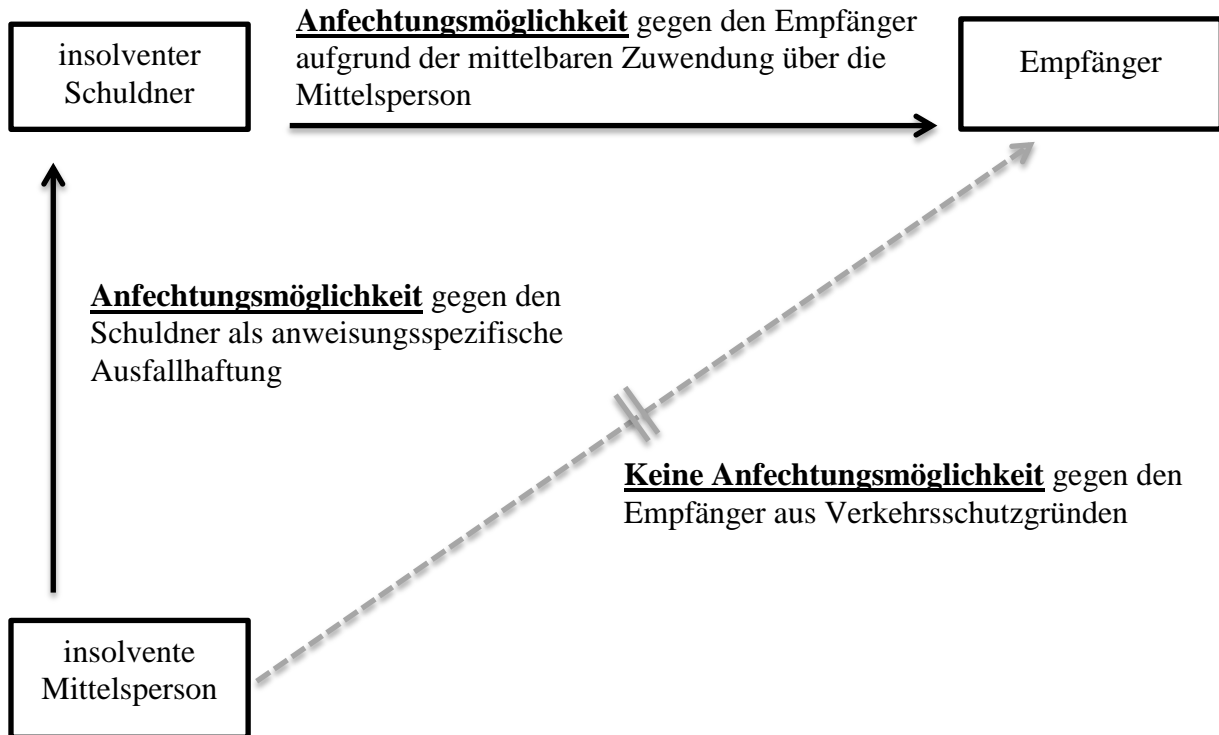 insolventer
Schuldner
Anfechtungsmöglichkeit gegen den Empfänger
aufgrund der mittelbaren Zuwendung über die
Mittelsperson
Empfänger
Anfechtungsmöglichkeit gegen den
Schuldner als anweisungsspezifische
Ausfallhaftung
Keine Anfechtungsmöglichkeit gegen den
Empfänger aus Verkehrsschutzgründen
insolvente
Mittelsperson